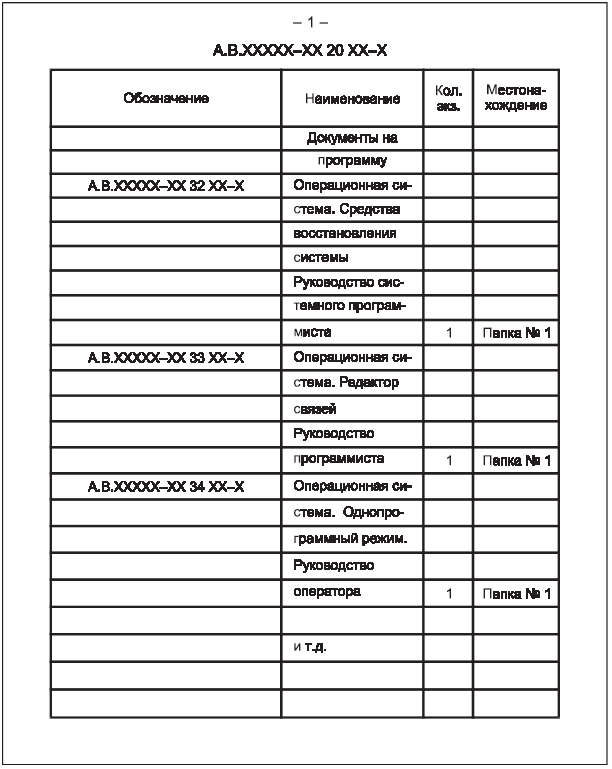 – 1 –
А.В.ХХХХХ–ХХ 20 ХХ–Х
Обозначение Наименование Кол. экз. Местона-хождение
Документы на
программу
А.В.ХХХХХ–ХХ 32 ХХ–Х Операционная си-
стема. Средства
восстановления
системы
Руководство сис-
темного програм-
миста 1 Папка № 1
А.В.ХХХХХ–ХХ 33 ХХ–Х Операционная си-
стема. Редактор
связей
Руководство
программиста 1 Папка № 1
А.В.ХХХХХ–ХХ 34 ХХ–Х Операционная си-
стема. Однопро-
граммный режим.
Руководство
оператора 1 Папка № 1
и т.д.